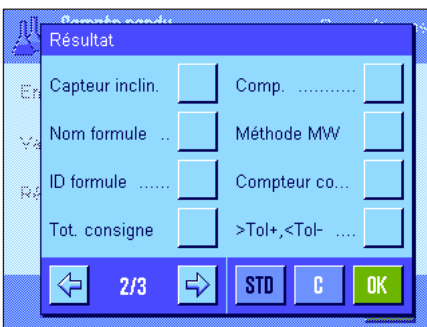 Résultat
Capteur inclin.
Comp. ...........
Nom formule ..
Méthode MW
ID formule ......
Compteur co...
Tot. consigne
>Tol+,<Tol- ....
2/3
STD
C
OK